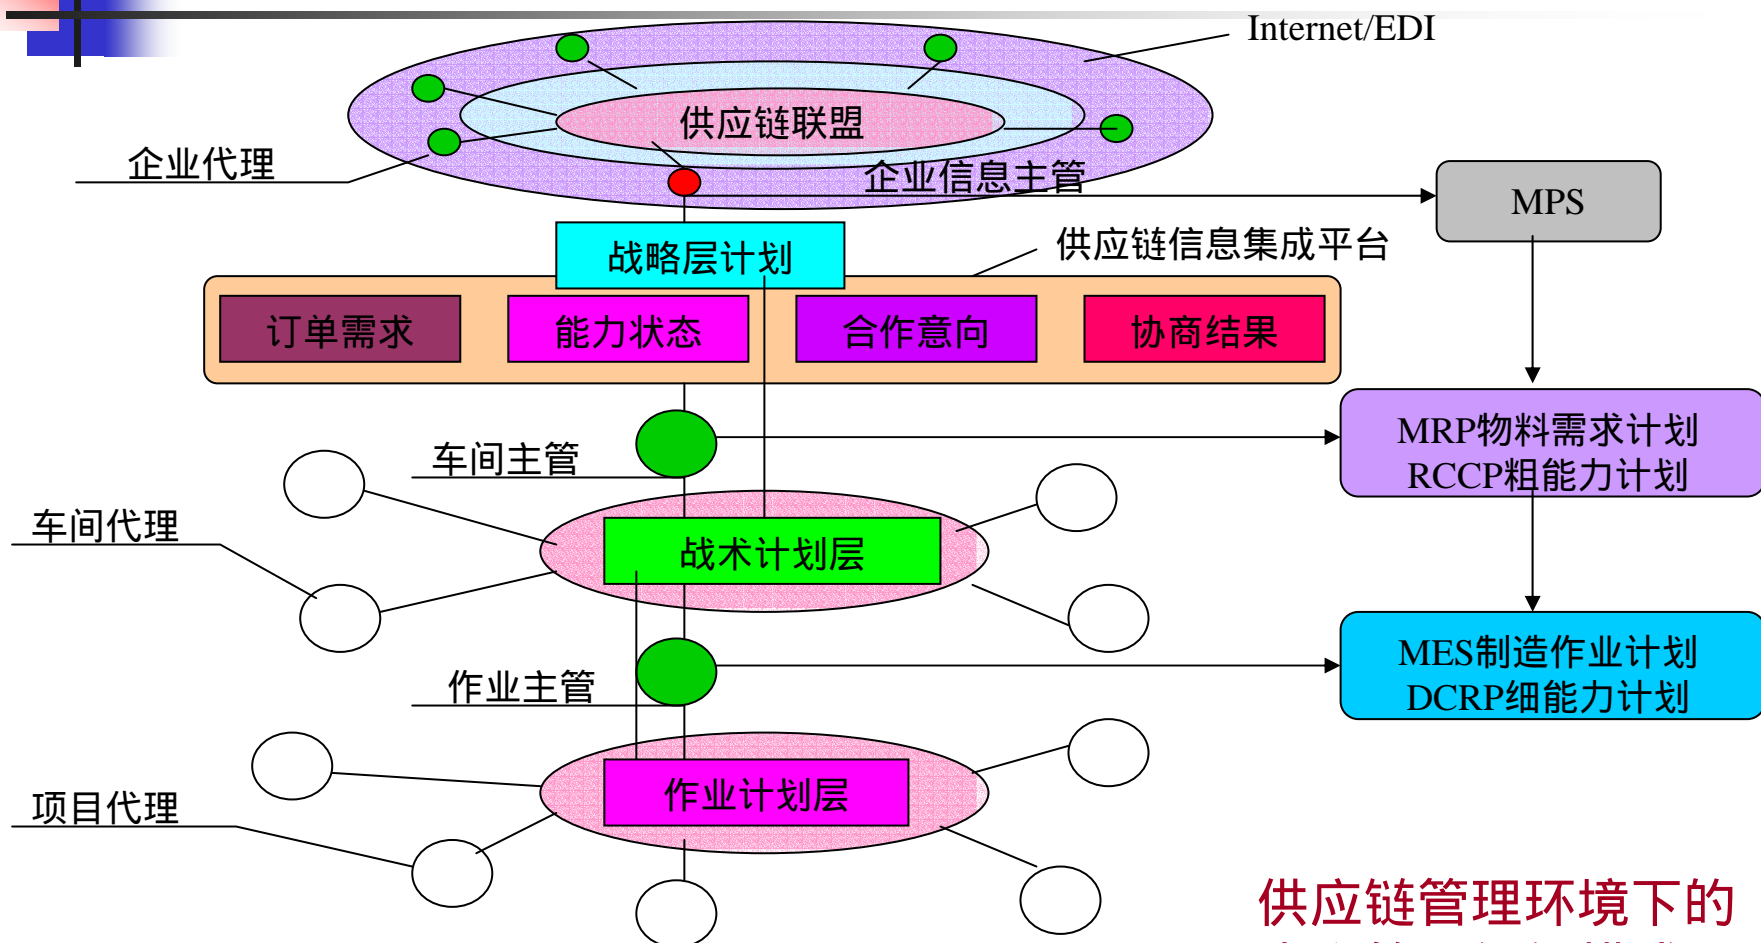 Internet/EDI
供应链联盟
企业代理
企业信息主管
MPS
战略层计划
供应链信息集成平台
订单需求
能力状态
合作意向
协商结果
MRP物料需求计划
RCCP粗能力计划
车间主管
车间代理
战术计划层
MES制造作业计划
DCRP细能力计划
作业主管
作业计划层
项目代理
供应链管理环境下的